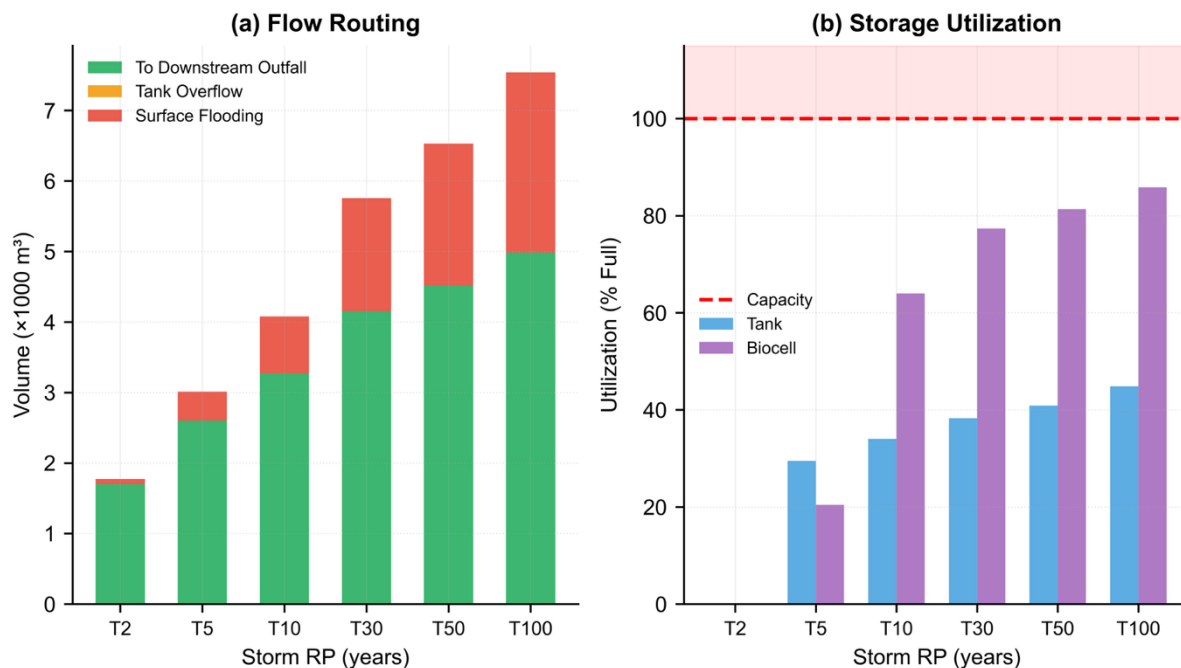 (a) Flow Routing
To Downstream Outfall
Tank Overflow
Surface Flooding
Volume (×1000 m³)
7
6
5
4
3
2
1
0
T2 T5 T10 T30 T50 T100
Storm RP (years)
(b) Storage Utilization
Capacity
Tank
Biocell
Utilization (% Full)
100
80
60
40
20
0
T2 T5 T10 T30 T50 T100
Storm RP (years)